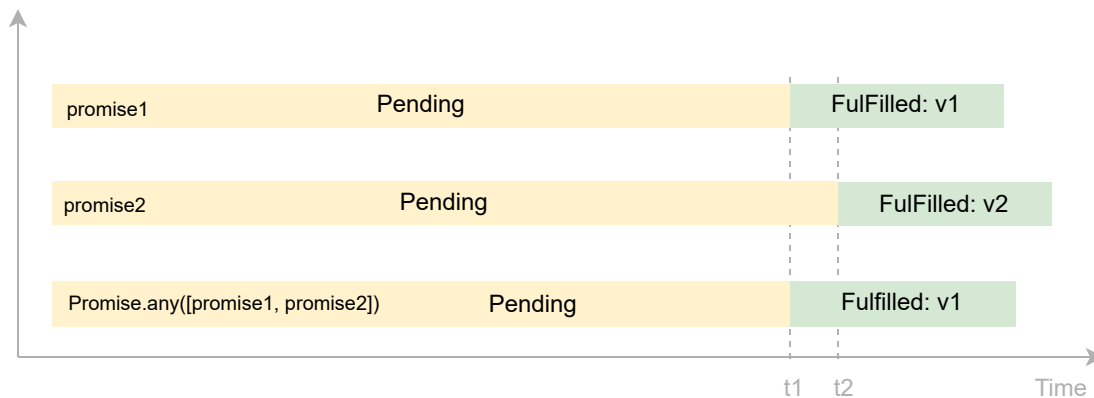 promise1 Pending FulFilled: v1
promise2 Pending FulFilled: v2
Promise.any([promise1, promise2]) Pending Fulfilled: v1
t1 t2 Time